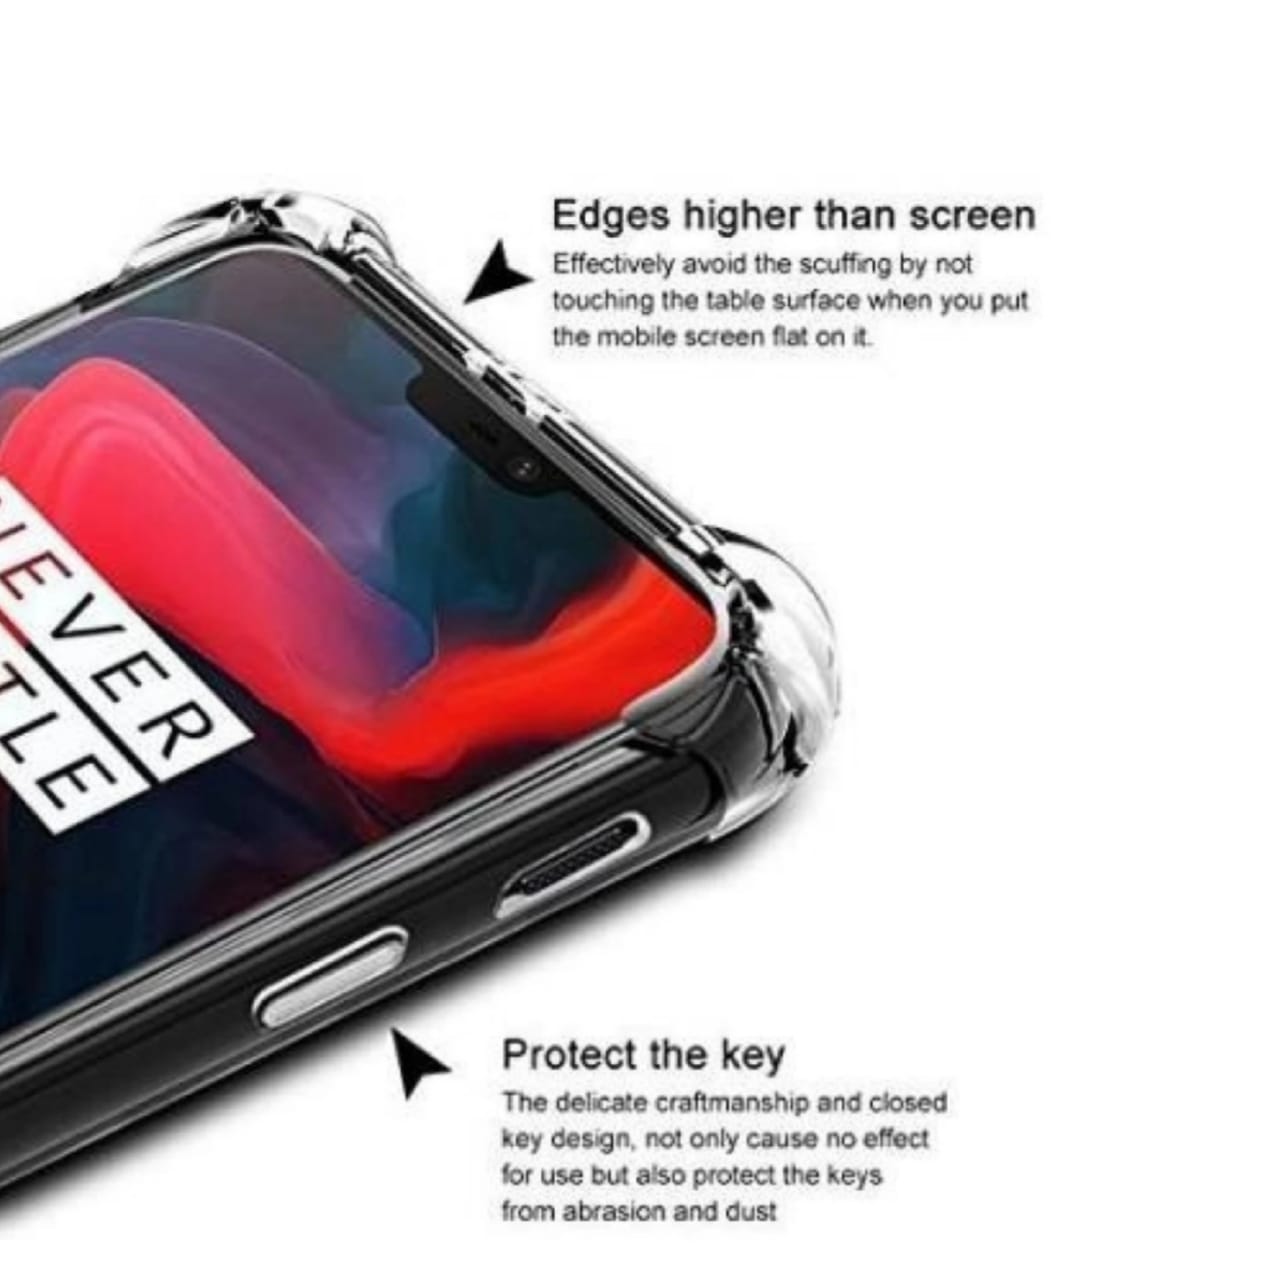 Edges higher than screen
Effectively avoid the scuffing by not
touching the table surface when you put
the mobile screen flat on it.
NEVER
TLE
Protect the key
The delicate craftmanship and closed
key design, not only cause no effect
for use but also protect the keys
from abrasion and dust